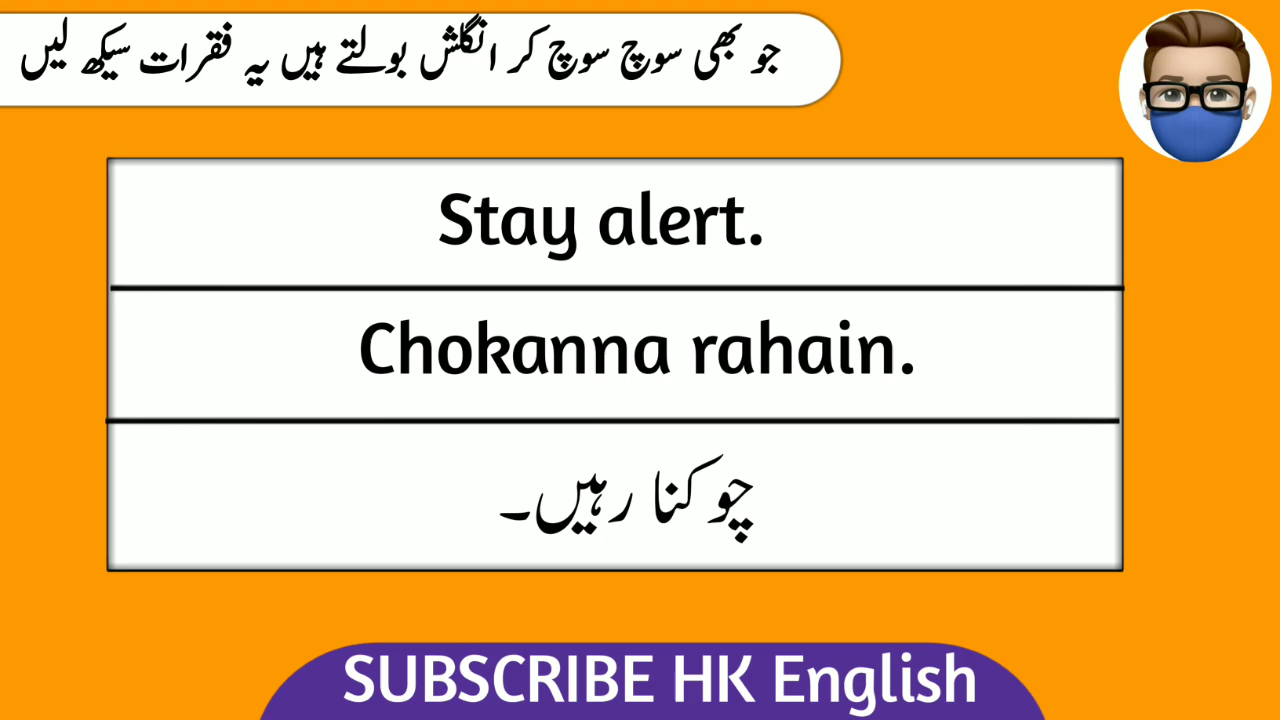 جو بھی سوچ سوچ کر انگلش بولتے ہیں یہ فقرات سیکھ لیں
Stay alert.
Chokanna rahain.
چوکنا رہیں۔
SUBSCRIBE HK English